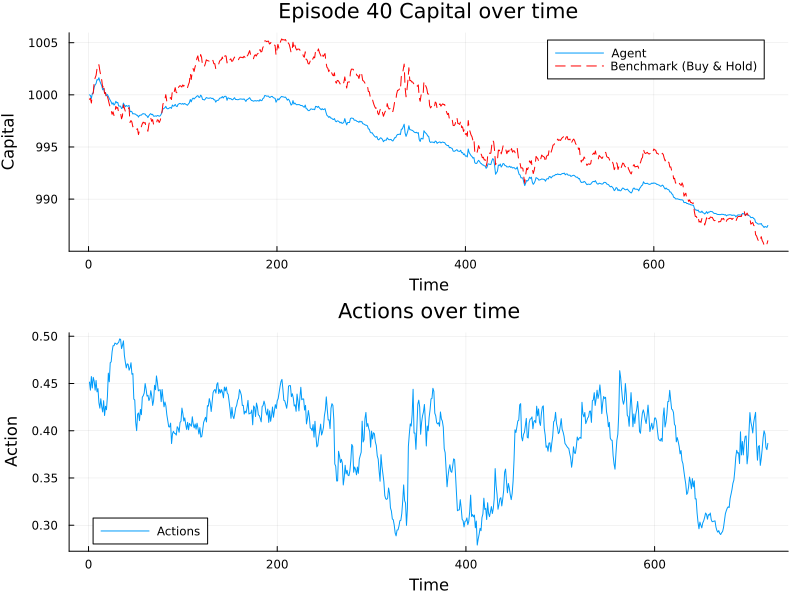 Episode 40 Capital over time
Capital
1005
1000
995
990
Agent
Benchmark (Buy & Hold)
0 200 400 600
Time
Actions over time
Action
0.50
0.45
0.40
0.35
0.30
Actions
0 200 400 600
Time